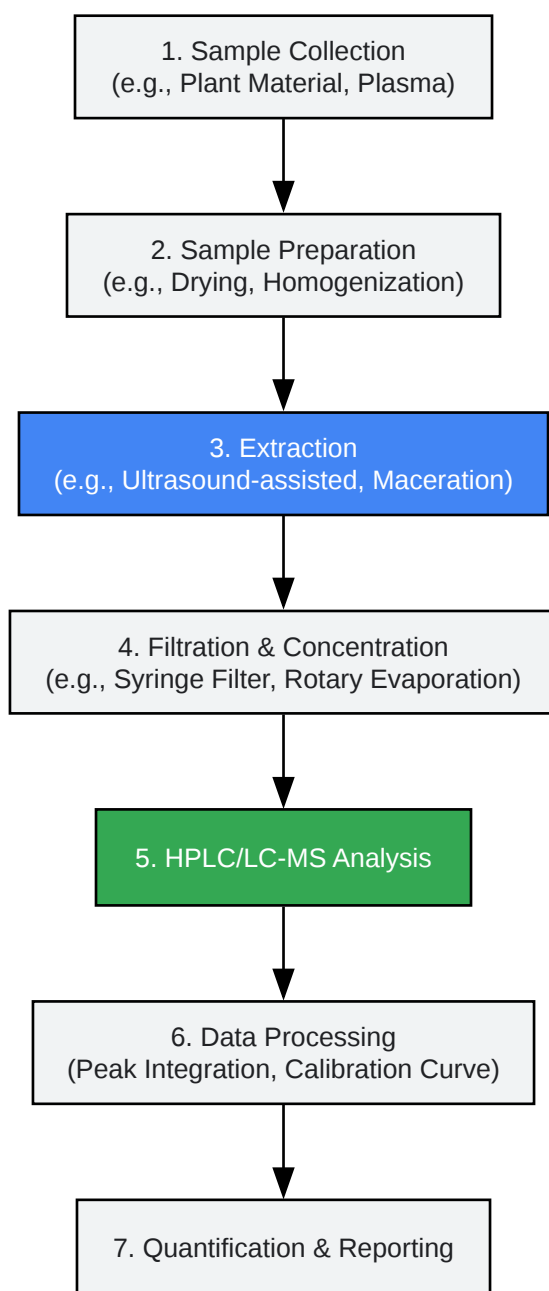 1. Sample Collection
(e.g., Plant Material, Plasma)
2. Sample Preparation
(e.g., Drying, Homogenization)
3. Extraction
(e.g., Ultrasound-assisted, Maceration)
4. Filtration & Concentration
(e.g., Syringe Filter, Rotary Evaporation)
5. HPLC/LC-MS Analysis
6. Data Processing
(Peak Integration, Calibration Curve)
7. Quantification & Reporting